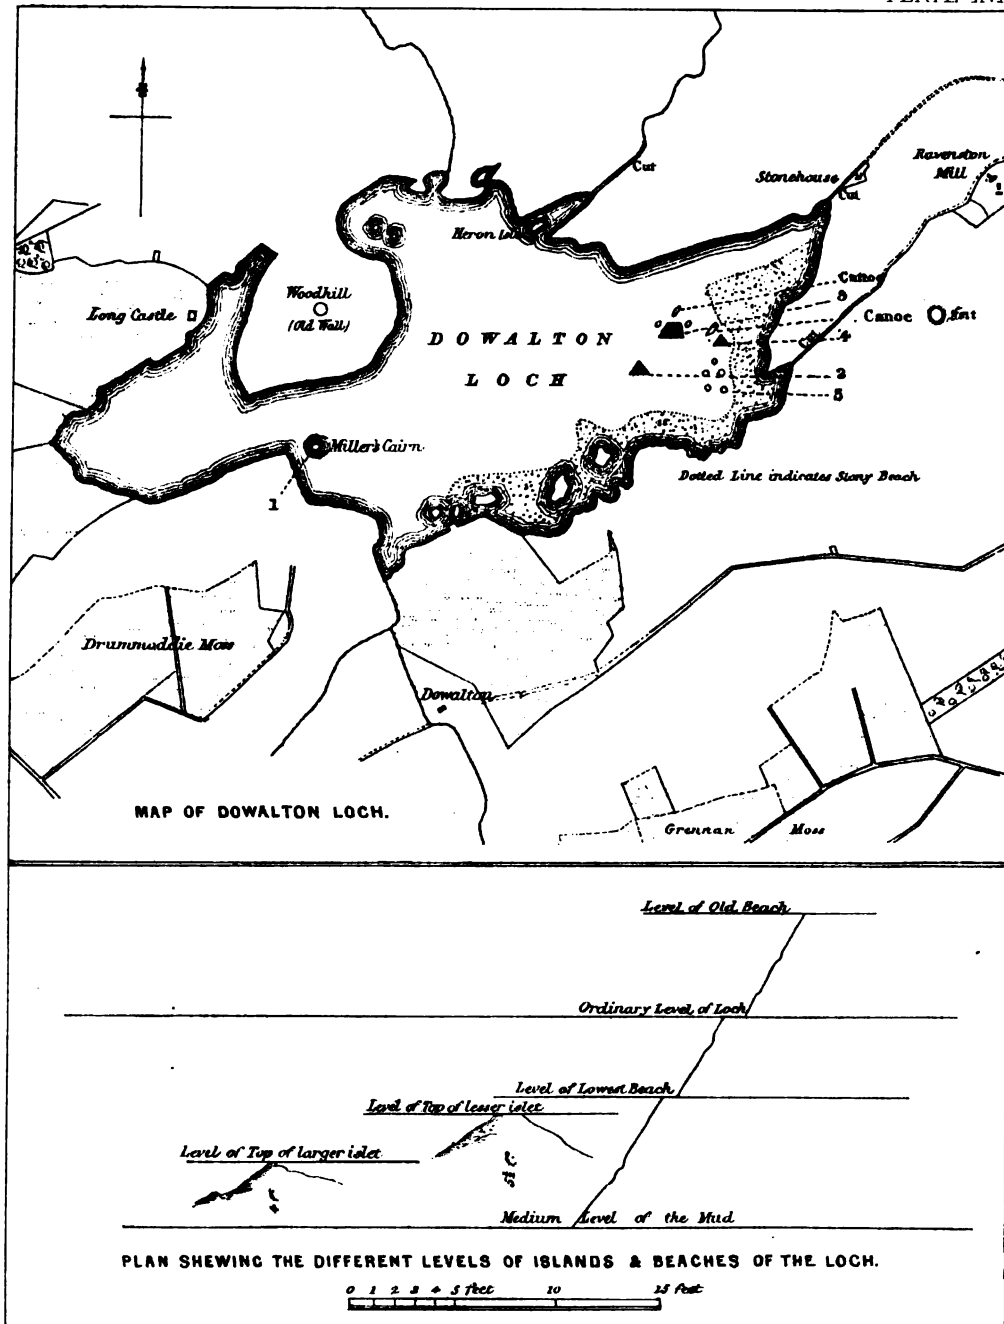 Cut
Stonehouse
Cut
Ravenston
Mill
Heron Isl
Long Castle
Woodhill
(Old Wall)
DOWALTON
LOCH
Canoe
3
Canoe
4
2
5
Miller's Cairn
1
Dotted Line indicates Stony Beach
Drummaddie Moss
Dowalton
Grennan Moss
MAP OF DOWALTON LOCH.
Level of Old Beach
Ordinary Level of Loch
Level of Lowest Beach
Level of Top of lesser islet
Level of Top of larger islet
Medium Level of the Mud
PLAN SHEWING THE DIFFERENT LEVELS OF ISLANDS & BEACHES OF THE LOCH.
0 1 2 3 4 5 feet 10 15 feet